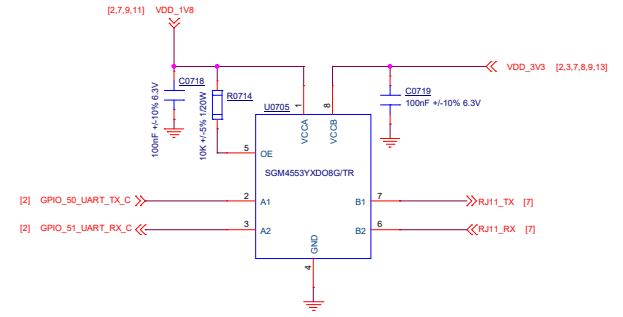 [2,7,9,11] VDD_1V8
VDD_3V3 [2,3,7,8,9,13]
C0718
100nF +/-10% 6.3V
R0714
10K +/-5% 1/20W
C0719
100nF +/-10% 6.3V
U0705
1
8
VCCA
VCCB
5
OE
SGM4553YXDO8G/TR
[2] GPIO_50_UART_TX_C
2
A1
B1
7
RJ11_TX [7]
[2] GPIO_51_UART_RX_C
3
A2
B2
6
RJ11_RX [7]
GND
4